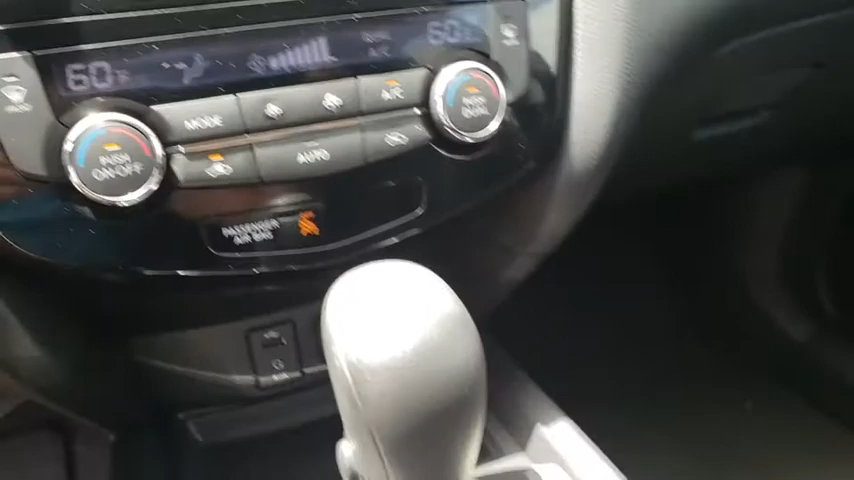 60°F
60
A/C
MODE
A/C
PUSH
ON·OFF
AUTO
PUSH
DUAL
PASSENGER
AIR BAG